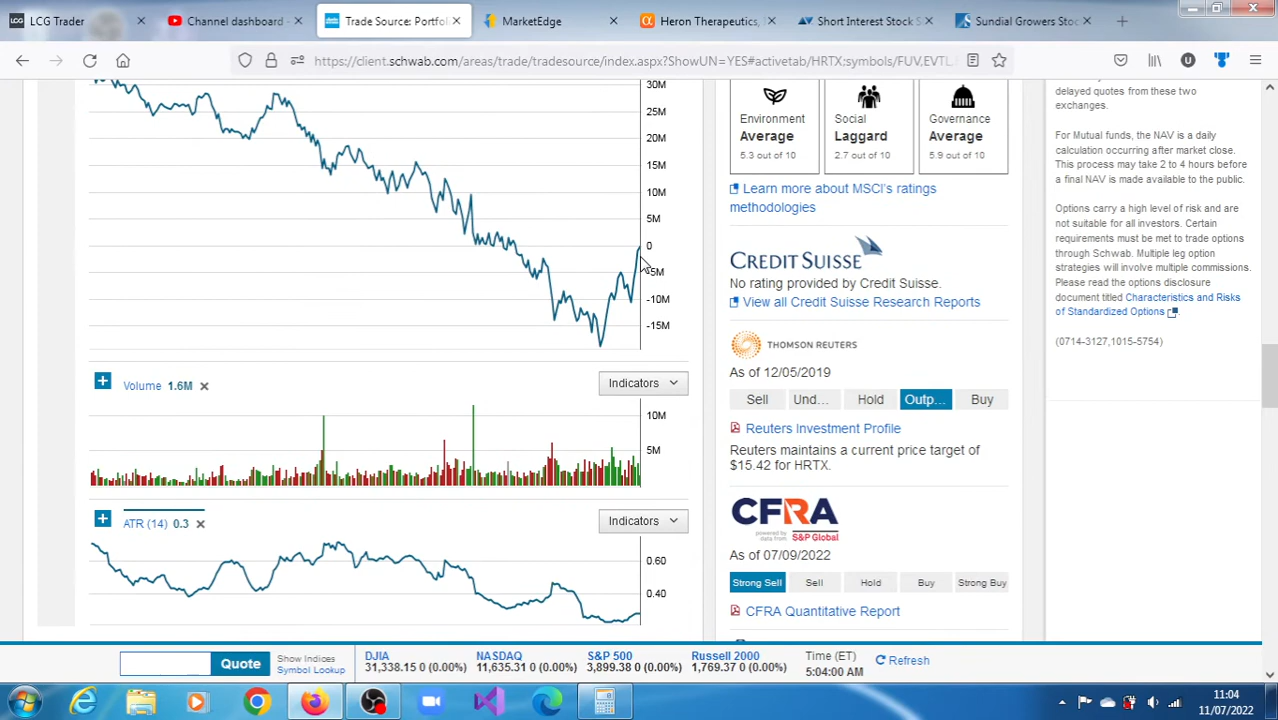 LCG Trader
Channel dashboard -
Trade Source: Portfo
MarketEdge
Heron Therapeutics,
Short Interest Stock S
Sundial Growers Stoc
https://client.schwab.com/areas/trade/tradesource/index.aspx?ShowUN=YES#activetab/HRTX:symbols/FUV,EVTL,
30M
25M
20M
15M
10M
5M
0
-5M
-10M
-15M
Volume 1.6M
Indicators
10M
5M
ATR (14) 0.3
Indicators
0.60
0.40
Environment
Average
5.3 out of 10
Social
Laggard
2.7 out of 10
Governance
Average
5.9 out of 10
Learn more about MSCI's ratings
methodologies
CREDIT SUISSE
No rating provided by Credit Suisse.
View all Credit Suisse Research Reports
THOMSON REUTERS
As of 12/05/2019
Sell Und... Hold Outp... Buy
Reuters Investment Profile
Reuters maintains a current price target of
$15.42 for HRTX.
CFRA
powered by
data from S&P Global
As of 07/09/2022
Strong Sell Sell Hold Buy Strong Buy
CFRA Quantitative Report
delayed quotes from these two
exchanges.
For Mutual funds, the NAV is a daily
calculation occurring after market close.
This process may take 2 to 4 hours before
a final NAV is made available to the public.
Options carry a high level of risk and are
not suitable for all investors. Certain
requirements must be met to trade options
through Schwab. Multiple leg option
strategies will involve multiple commissions.
Please read the options disclosure
document titled Characteristics and Risks
of Standardized Options
(0714-3127,1015-5754)
Quote
Show Indices
Symbol Lookup
DJIA
31,338.15 0 (0.00%)
NASDAQ
11,635.31 0 (0.00%)
S&P 500
3,899.38 0 (0.00%)
Russell 2000
1,769.37 0 (0.00%)
Time (ET)
5:04:00 AM
Refresh
11:04
11/07/2022